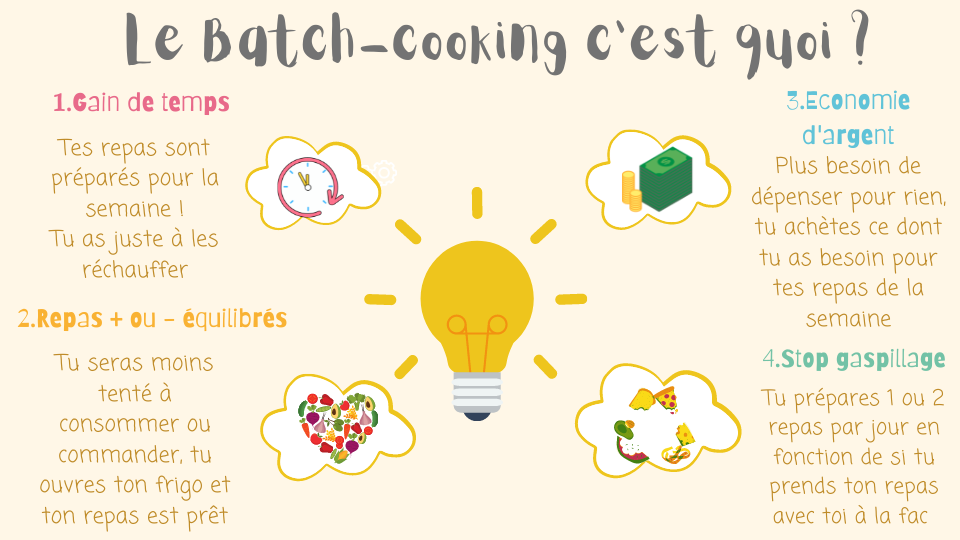 Le Batch-cooking c'est quoi ?
1.Gain de temps
Tes repas sont
préparés pour la
semaine !
Tu as juste à les
réchauffer
2.Repas + ou - équilibrés
Tu seras moins
tenté à
consommer ou
commander, tu
ouvres ton frigo et
ton repas est prêt
3.Economie
d'argent
Plus besoin de
dépenser pour rien,
tu achètes ce dont
tu as besoin pour
tes repas de la
semaine
4.Stop gaspillage
Tu prépares 1 ou 2
repas par jour en
fonction de si tu
prends ton repas
avec toi à la fac